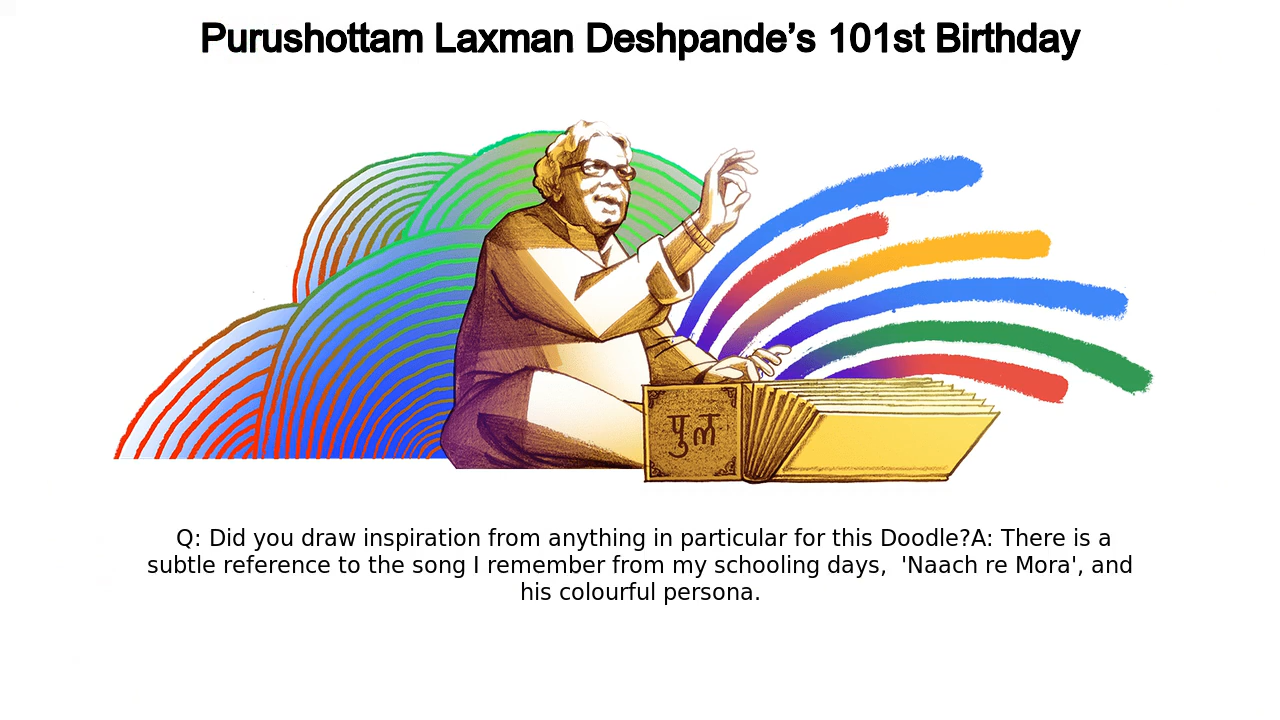 Purushottam Laxman Deshpande’s 101st Birthday
पु ल
Q: Did you draw inspiration from anything in particular for this Doodle?A: There is a
subtle reference to the song I remember from my schooling days,  'Naach re Mora', and
his colourful persona.